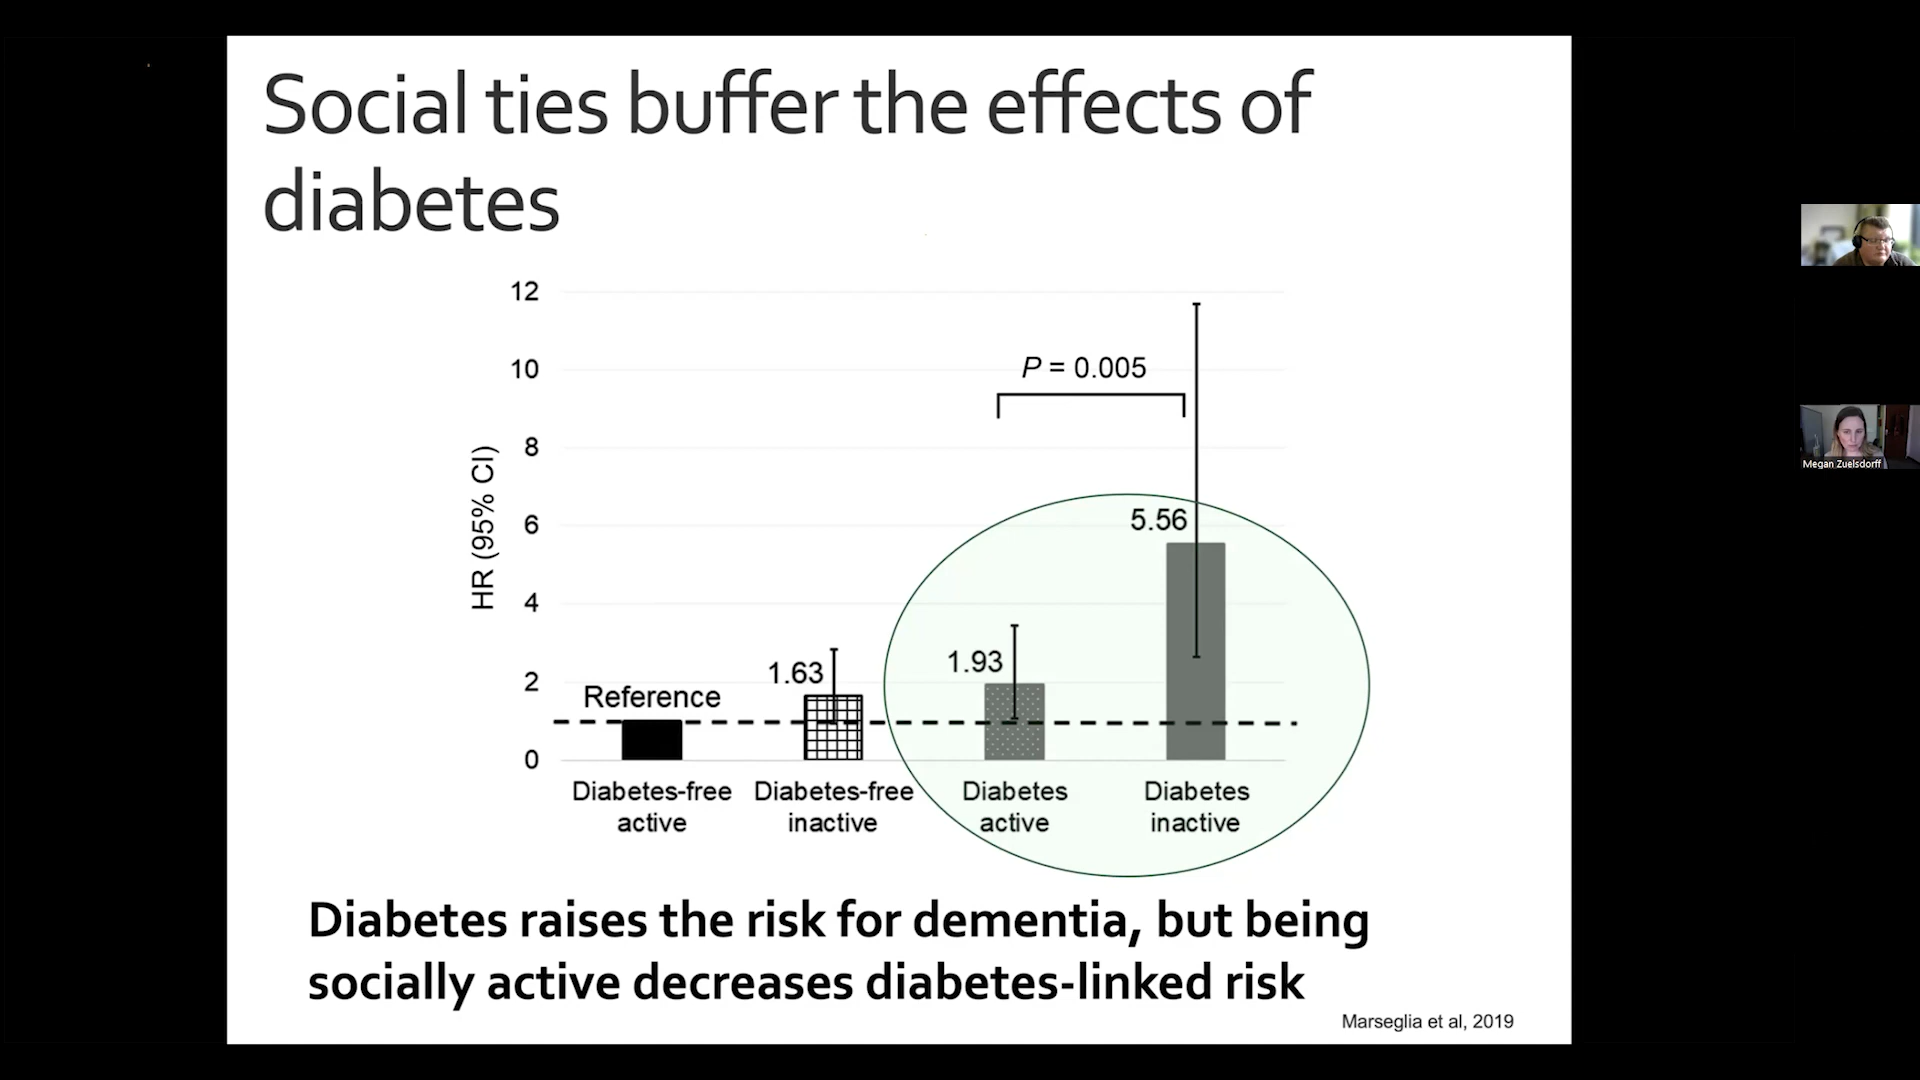 Social ties buffer the effects of
diabetes
12
10
8
6
4
2
0
HR (95% CI)
P = 0.005
5.56
1.93
1.63
Reference
Diabetes-free
active
Diabetes-free
inactive
Diabetes
active
Diabetes
inactive
Diabetes raises the risk for dementia, but being
socially active decreases diabetes-linked risk
Marseglia et al, 2019
Megan Zuelsdorff